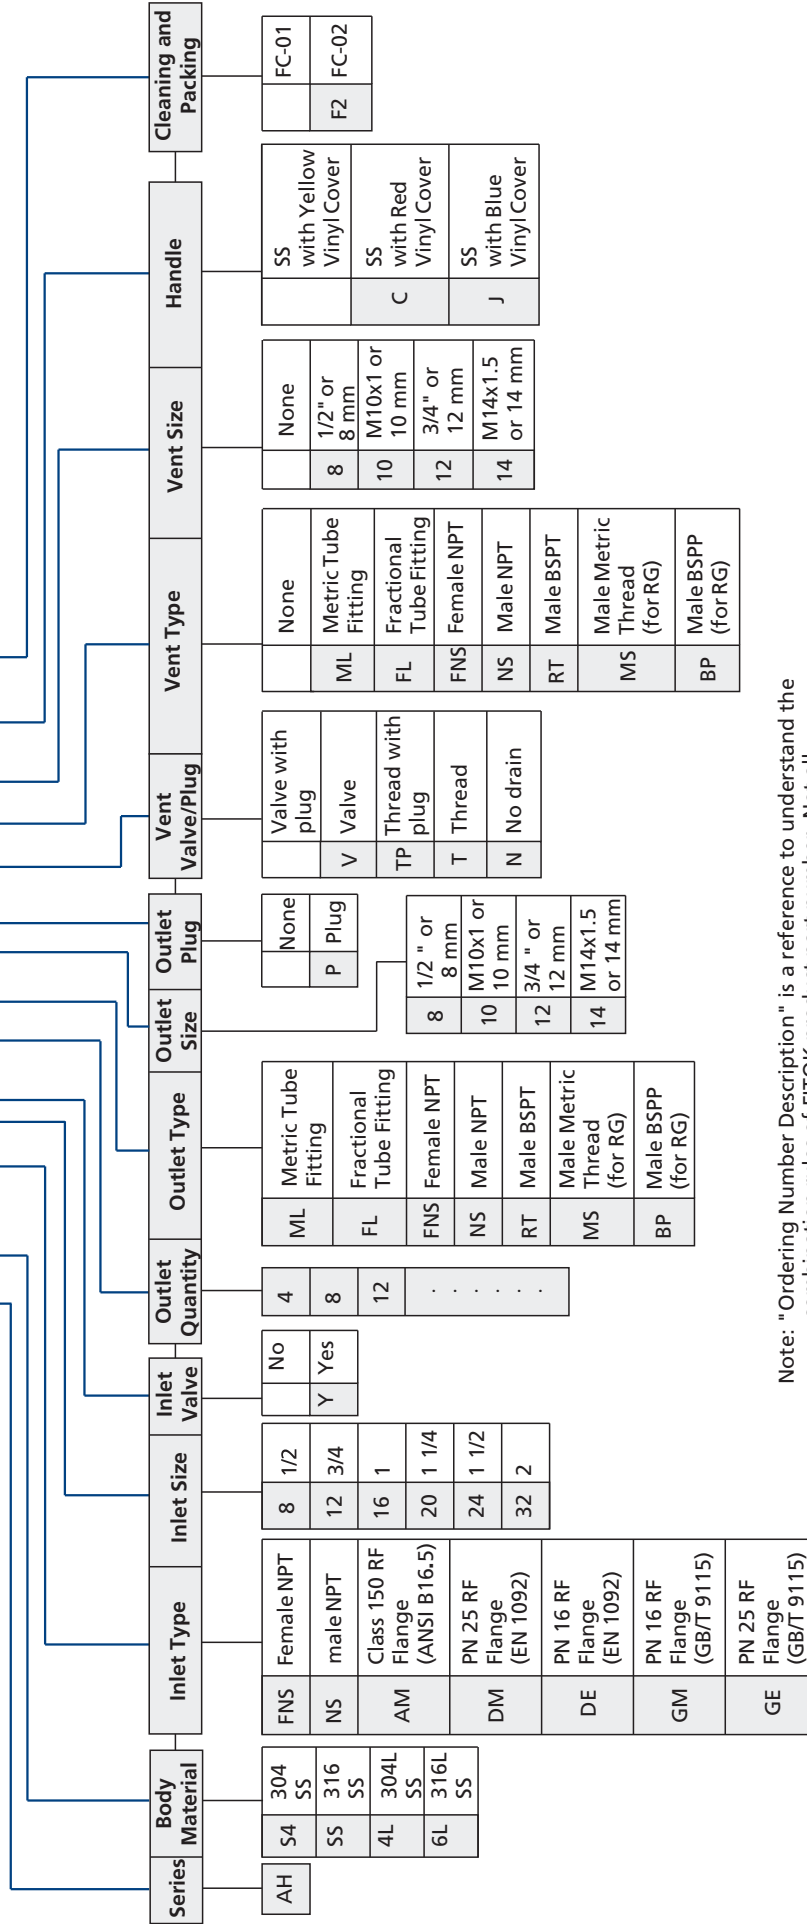 Series
AH
Body
Material
S4 304 SS
SS 316 SS
4L 304L SS
6L 316L SS
Inlet Type
FNS Female NPT
NS male NPT
AM Class 150 RF
Flange
(ANSI B16.5)
DM PN 25 RF
Flange
(EN 1092)
DE PN 16 RF
Flange
(EN 1092)
GM PN 16 RF
Flange
(GB/T 9115)
GE PN 25 RF
Flange
(GB/T 9115)
Inlet Size
8 1/2
12 3/4
16 1
20 1 1/4
24 1 1/2
32 2
Inlet
Valve
No
Y Yes
Outlet
Quantity
4
8
12
. . . . . .
Outlet Type
ML Metric Tube
Fitting
FL Fractional
Tube Fitting
FNS Female NPT
NS Male NPT
RT Male BSPT
MS Male Metric
Thread
(for RG)
BP Male BSPP
(for RG)
Outlet
Size
8 1/2 " or
8 mm
10 M10x1 or
10 mm
12 3/4 " or
12 mm
14 M14x1.5
or 14 mm
Outlet
Plug
None
P Plug
Vent
Valve/Plug
Valve with
plug
V Valve
TP Thread with
plug
T Thread
N No drain
Vent Type
None
ML Metric Tube
Fitting
FL Fractional
Tube Fitting
FNS Female NPT
NS Male NPT
RT Male BSPT
MS Male Metric
Thread
(for RG)
BP Male BSPP
(for RG)
Vent Size
None
8 1/2" or
8 mm
10 M10x1 or
10 mm
12 3/4" or
12 mm
14 M14x1.5
or 14 mm
Handle
SS
with Yellow
Vinyl Cover
C SS
with Red
Vinyl Cover
J SS
with Blue
Vinyl Cover
Cleaning and
Packing
FC-01
F2 FC-02
Note: "Ordering Number Description" is a reference to understand the